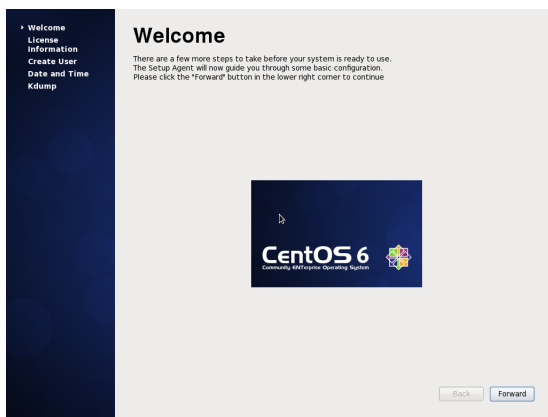 Welcome
License
Information
Create User
Date and Time
Kdump
Welcome
There are a few more steps to take before your system is ready to use.
The Setup Agent will now guide you through some basic configuration.
Please click the "Forward" button in the lower right corner to continue
CentOS 6
Community ENTerprise Operating System
Back
Forward